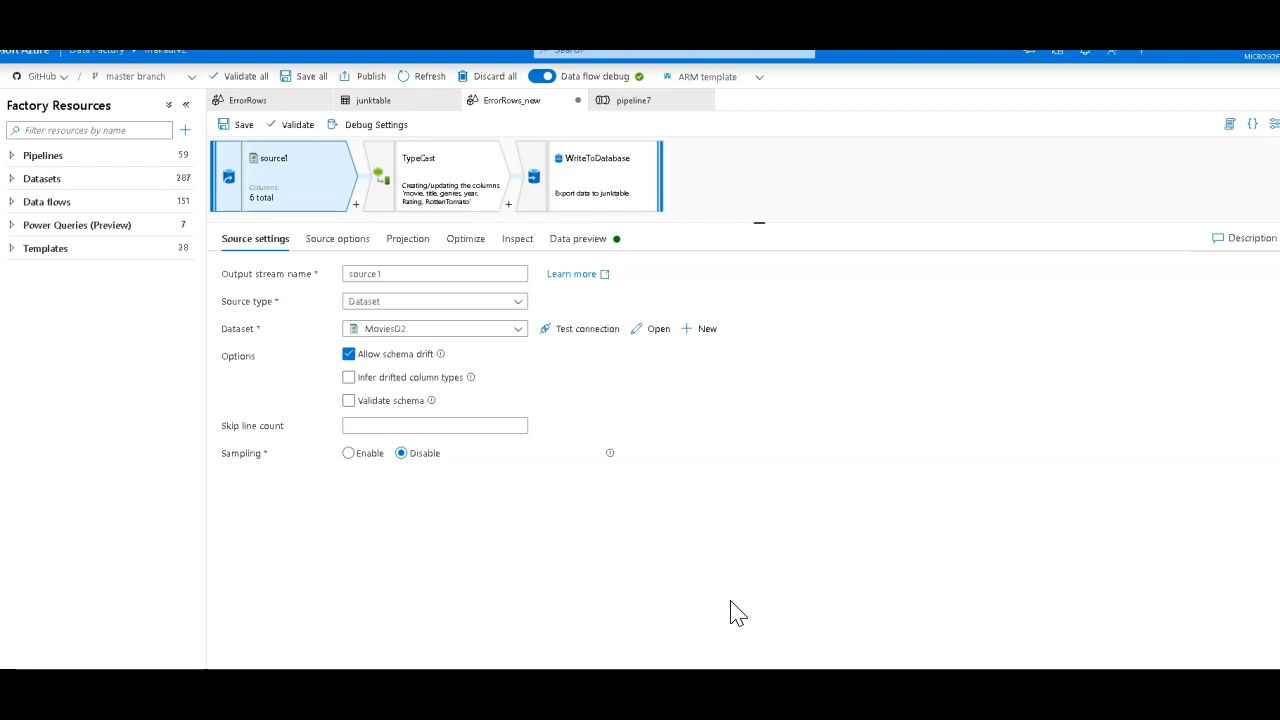 Data Factory
Search
MICROSOF
GitHub / master branch Validate all Save all Publish Refresh Discard all Data flow debug ARM template
Factory Resources
ErrorRows junktable ErrorRows_new pipeline7
Filter resources by name
Save Validate Debug Settings
Pipelines 59
Datasets 287
Data flows 151
Power Queries (Preview) 7
Templates 28
source1
Columns:
6 total
TypeCast
Creating/updating the columns
'movie, title, genres, year,
Rating, RottenTomato'
WriteToDatabase
Export data to junktable
Source settings Source options Projection Optimize Inspect Data preview Description
Output stream name * source1 Learn more
Source type * Dataset
Dataset * MoviesD2 Test connection Open New
Options Allow schema drift
Infer drifted column types
Validate schema
Skip line count
Sampling * Enable Disable